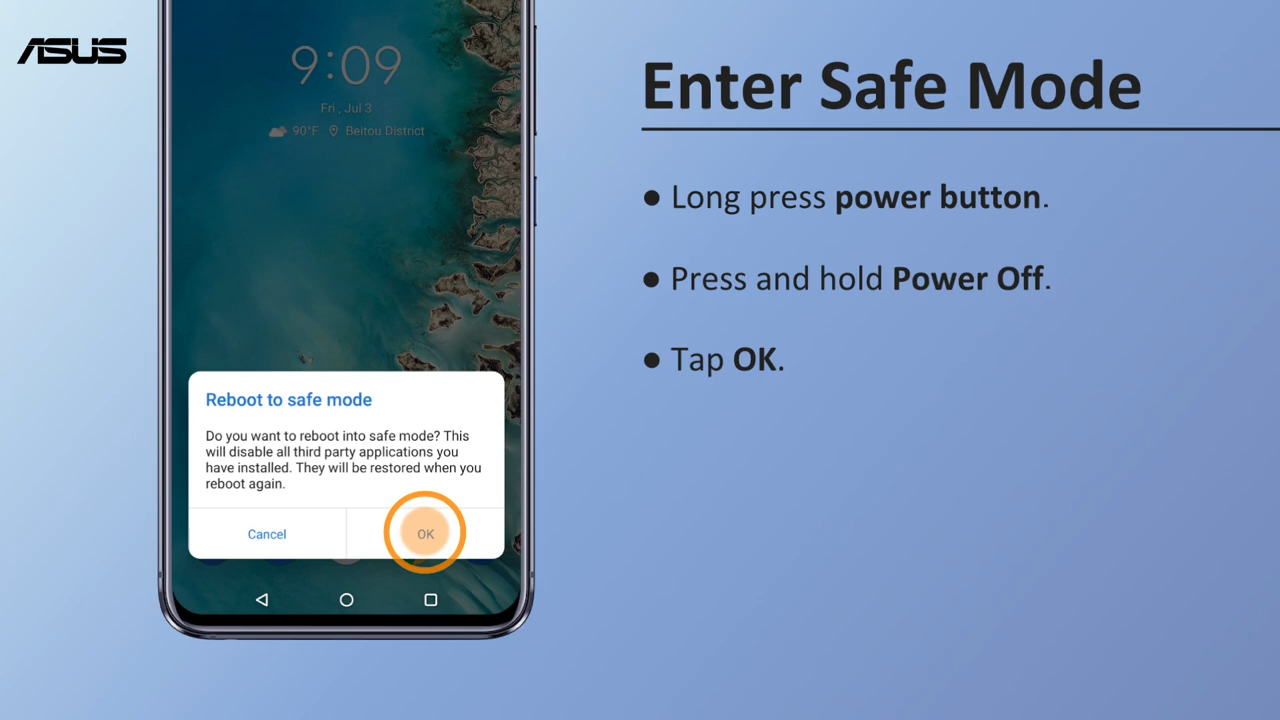 ASUS
9:09
Fri , Jul 3
90°F Beitou District
Reboot to safe mode
Do you want to reboot into safe mode? This
will disable all third party applications you
have installed. They will be restored when you
reboot again.
Cancel OK
Enter Safe Mode
● Long press power button.
● Press and hold Power Off.
● Tap OK.